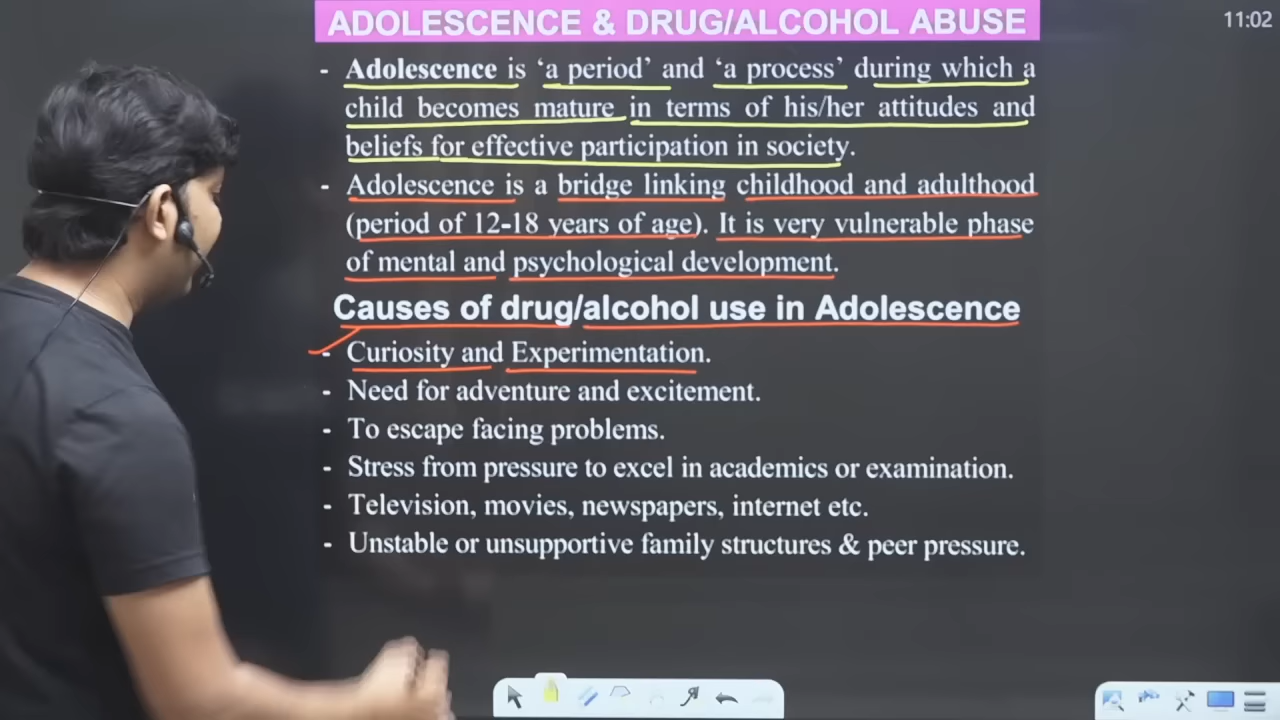 ADOLESCENCE & DRUG/ALCOHOL ABUSE
11:02
- Adolescence is ‘a period’ and ‘a process’ during which a
child becomes mature in terms of his/her attitudes and
beliefs for effective participation in society.
- Adolescence is a bridge linking childhood and adulthood
(period of 12-18 years of age). It is very vulnerable phase
of mental and psychological development.
Causes of drug/alcohol use in Adolescence
- Curiosity and Experimentation.
- Need for adventure and excitement.
- To escape facing problems.
- Stress from pressure to excel in academics or examination.
- Television, movies, newspapers, internet etc.
- Unstable or unsupportive family structures & peer pressure.